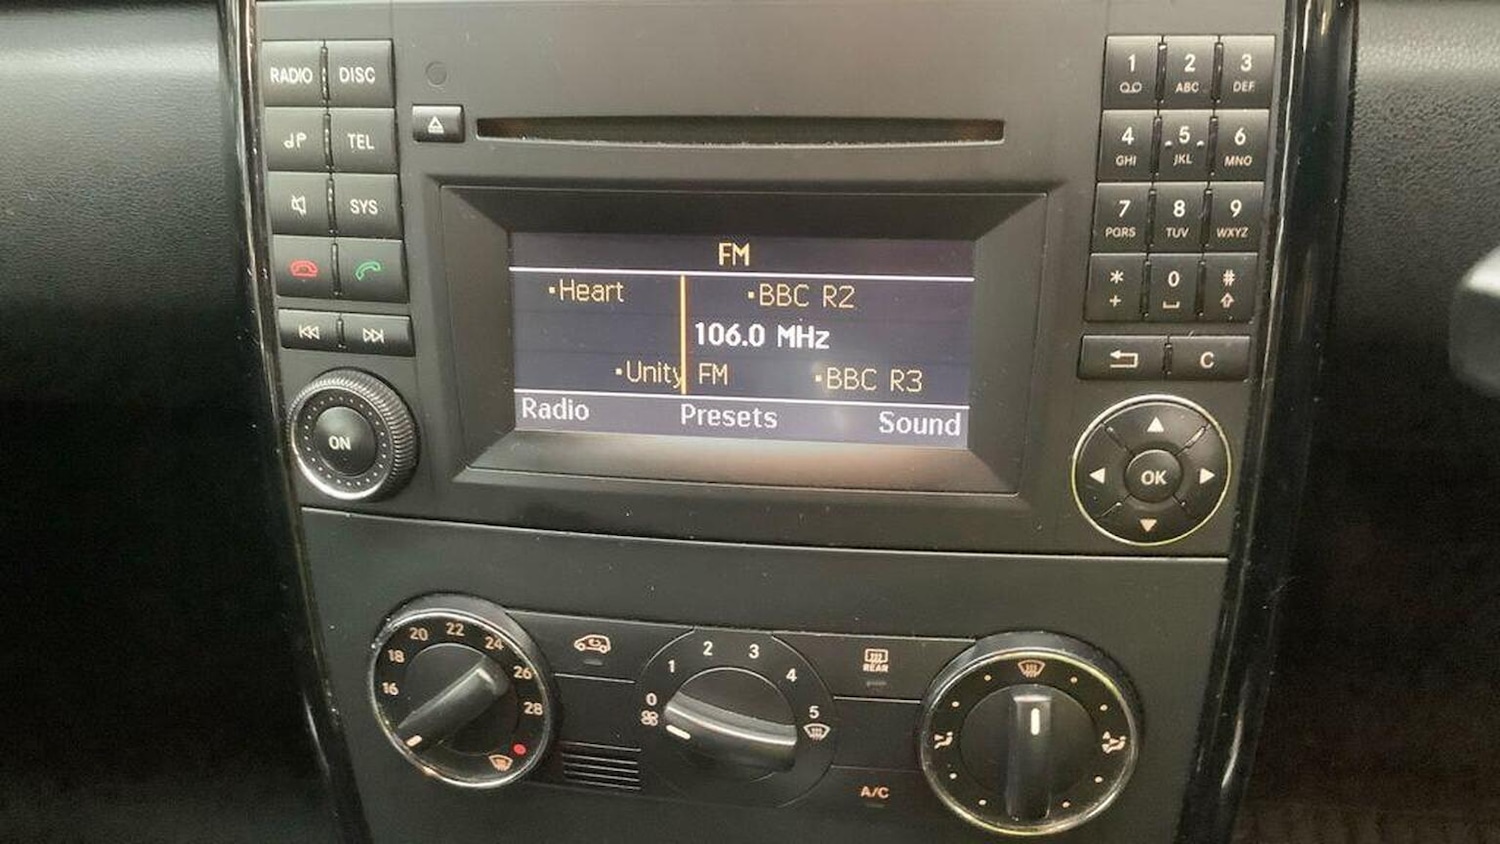 RADIO DISC
TEL
SYS
ON
FM
Heart
BBC R2
106.0 MHz
Unity FM
BBC R3
Radio Presets Sound
1 2 3
ABC DEF
4 5 6
GHI JKL MNO
7 8 9
PQRS TUV WXYZ
* 0 #
+
C
OK
16 18 20 22 24 26 28
0 1 2 3 4 5
REAR
A/C